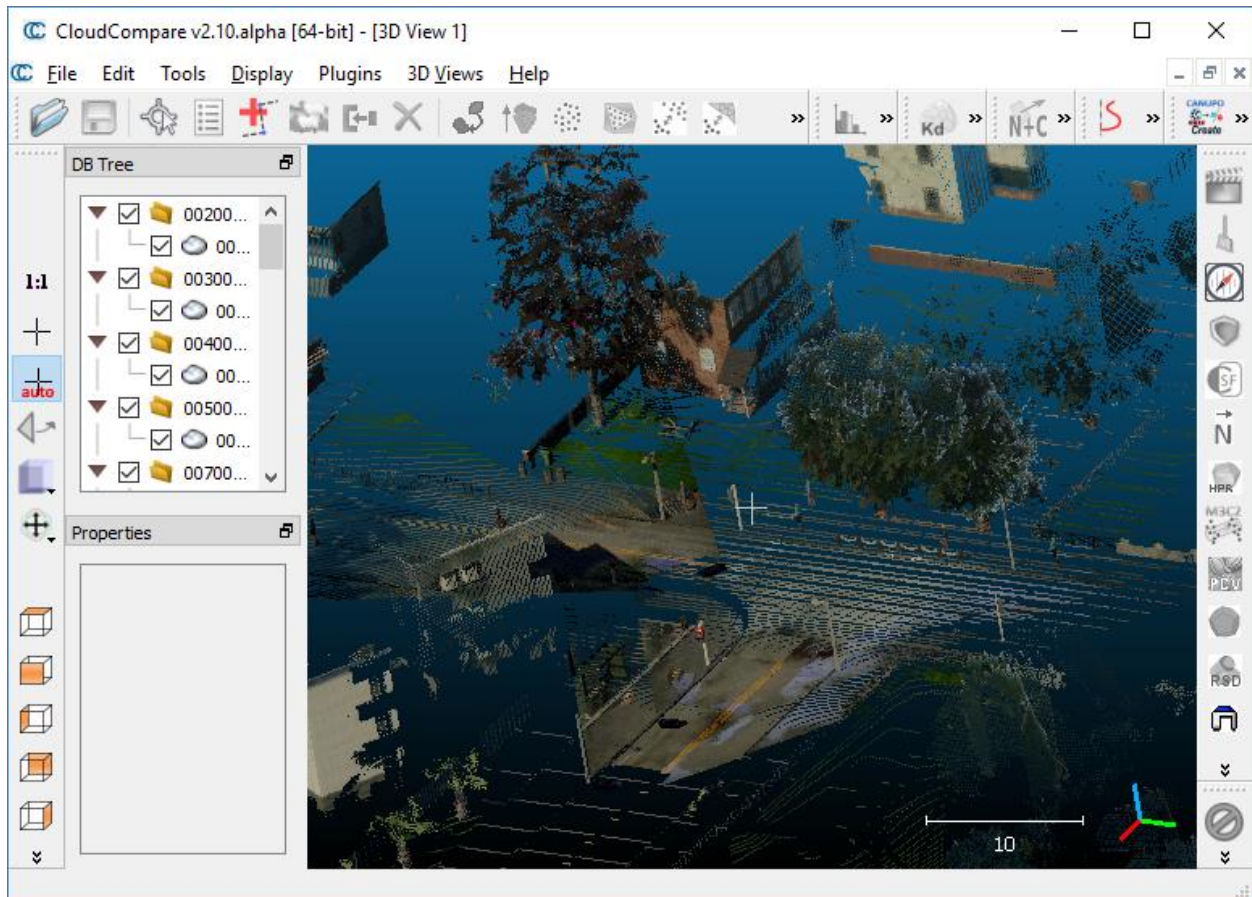 CloudCompare v2.10.alpha [64-bit] - [3D View 1]
File Edit Tools Display Plugins 3D Views Help
Kd N+C CANUPO Create
DB Tree
00200...
00...
00300...
00...
00400...
00...
00500...
00...
00700...
Properties
1:1
auto
SF
N
HPR
M3C2
PCV
RSD
10